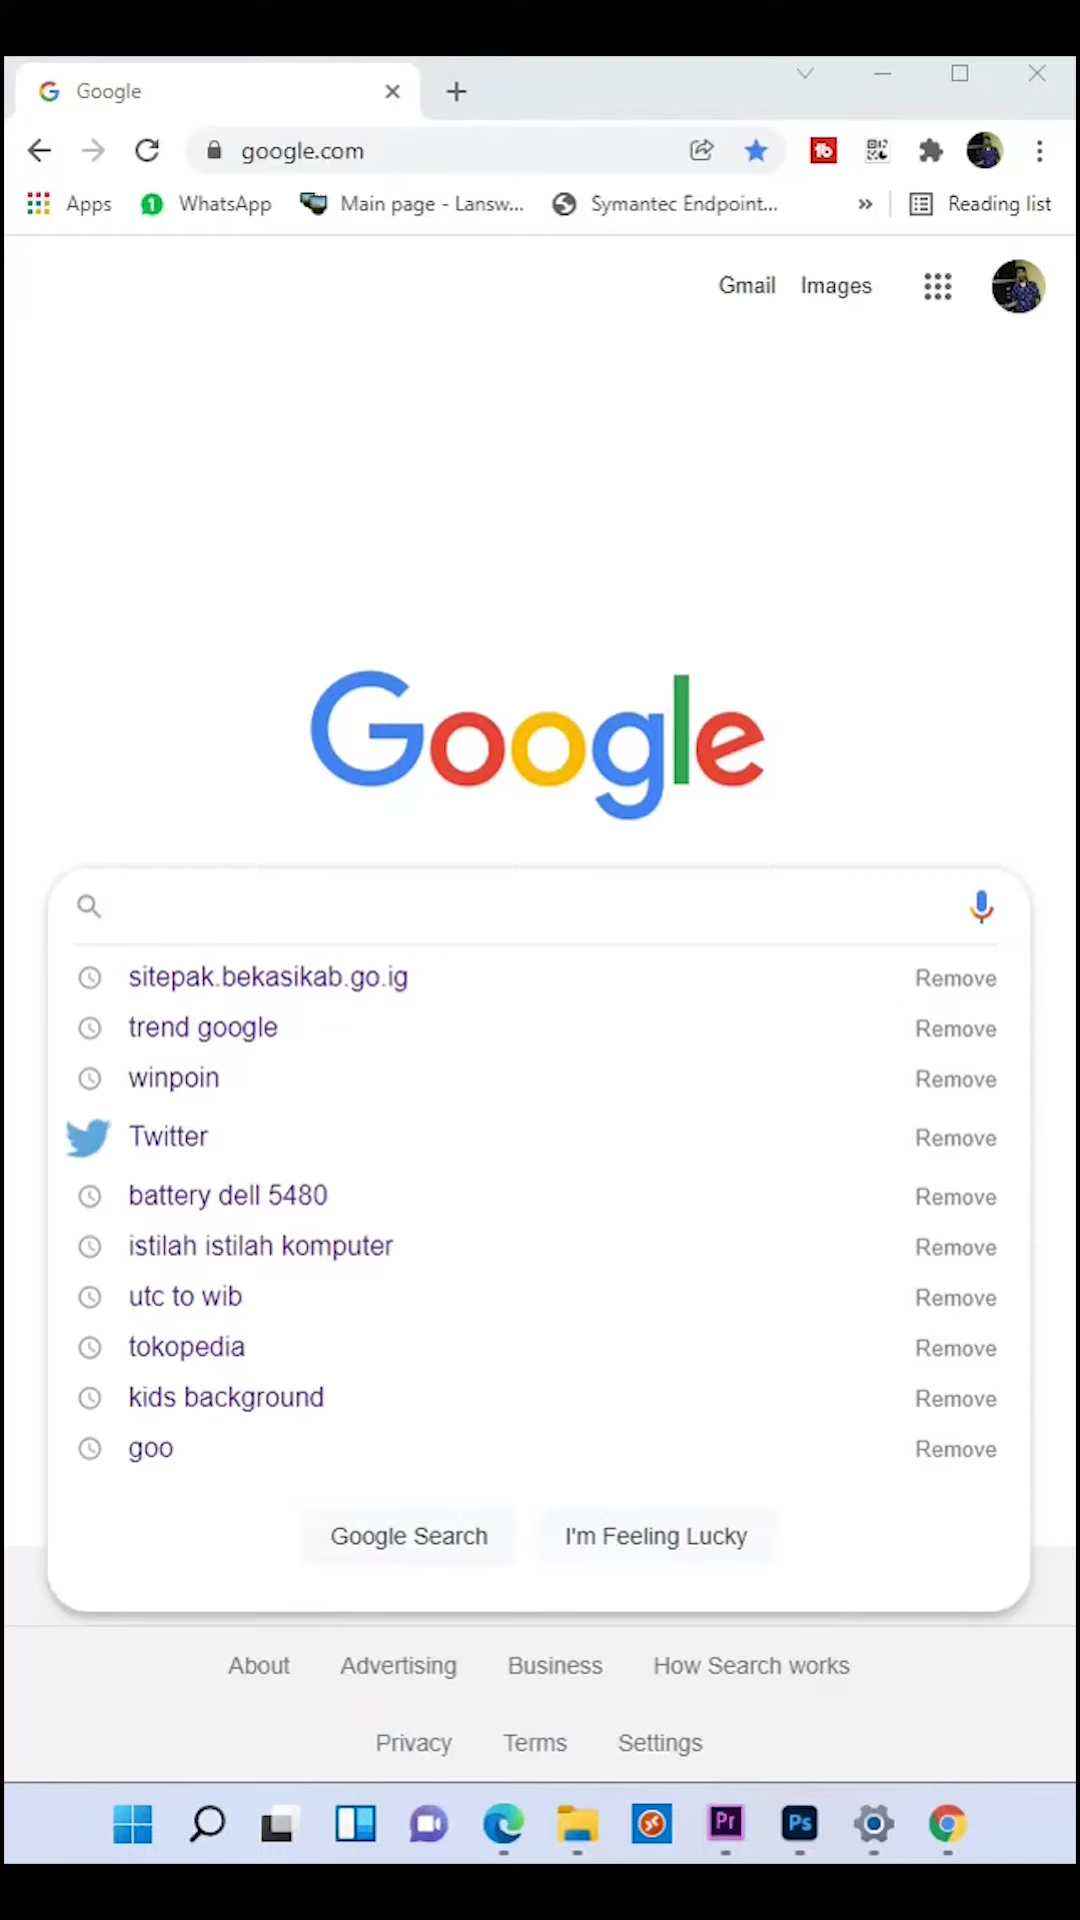 Google
google.com
Apps WhatsApp Main page - Lansw... Symantec Endpoint... » Reading list
Gmail Images
Google
sitepak.bekasikab.go.ig Remove
trend google Remove
winpoin Remove
Twitter Remove
battery dell 5480 Remove
istilah istilah komputer Remove
utc to wib Remove
tokopedia Remove
kids background Remove
goo Remove
Google Search I'm Feeling Lucky
About Advertising Business How Search works
Privacy Terms Settings
Pr Ps